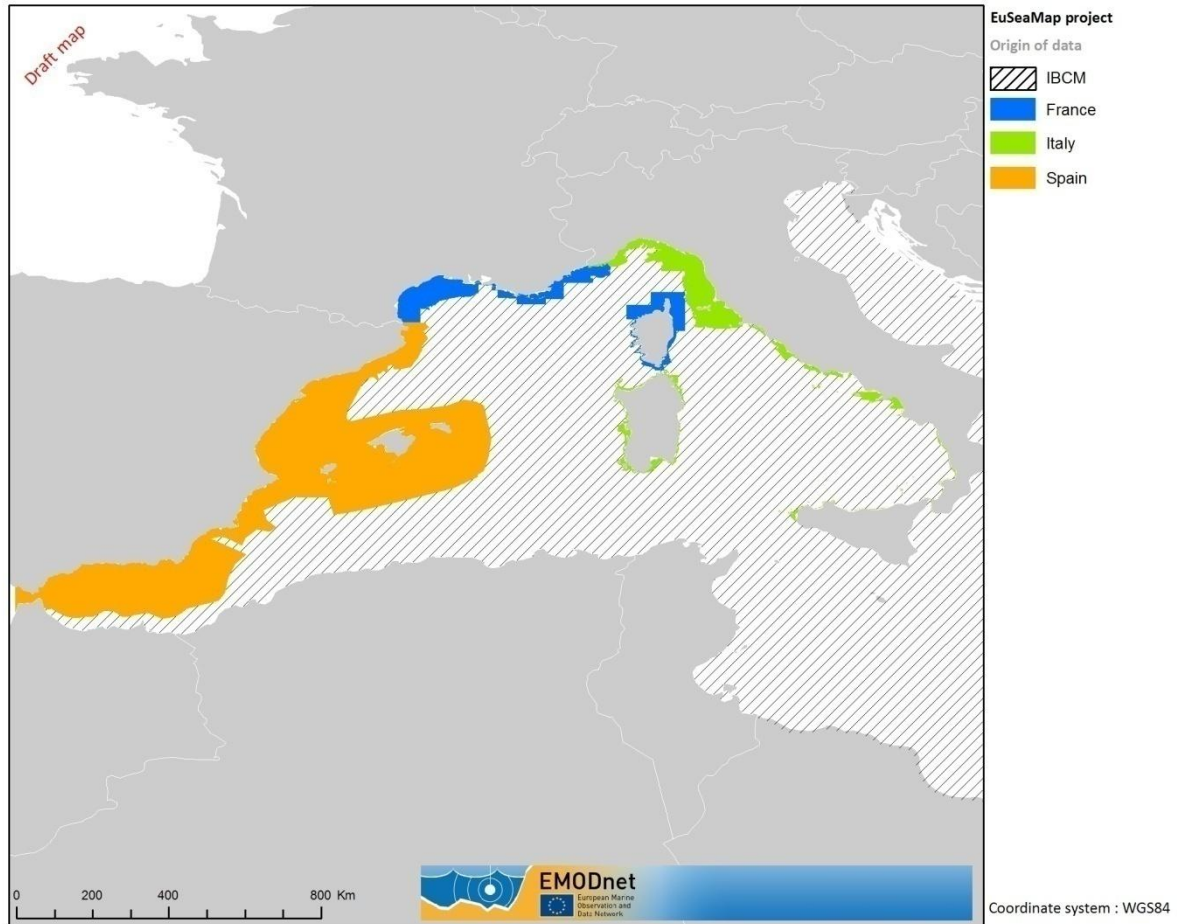 Draft map
EuSeaMap project
Origin of data
IBCM
France
Italy
Spain
0 200 400 800 Km
EMODnet
European Marine
Observation and
Data Network
Coordinate system : WGS84